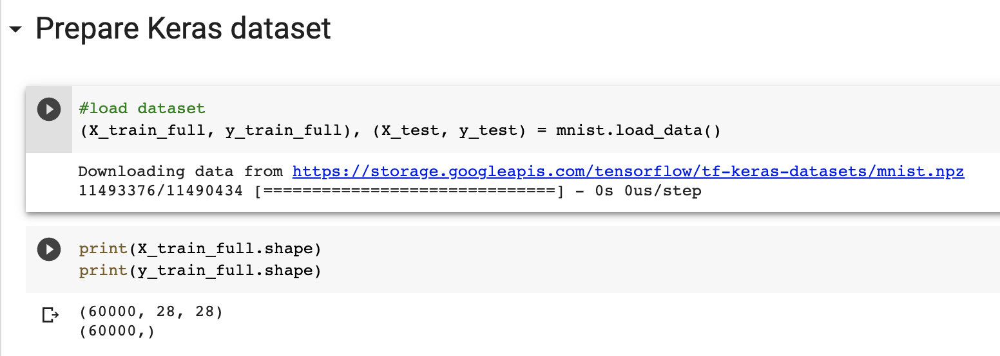 Prepare Keras dataset
#load dataset
(X_train_full, y_train_full), (X_test, y_test) = mnist.load_data()
Downloading data from https://storage.googleapis.com/tensorflow/tf-keras-datasets/mnist.npz
11493376/11490434 [==============================] - 0s 0us/step
print(X_train_full.shape)
print(y_train_full.shape)
(60000, 28, 28)
(60000,)